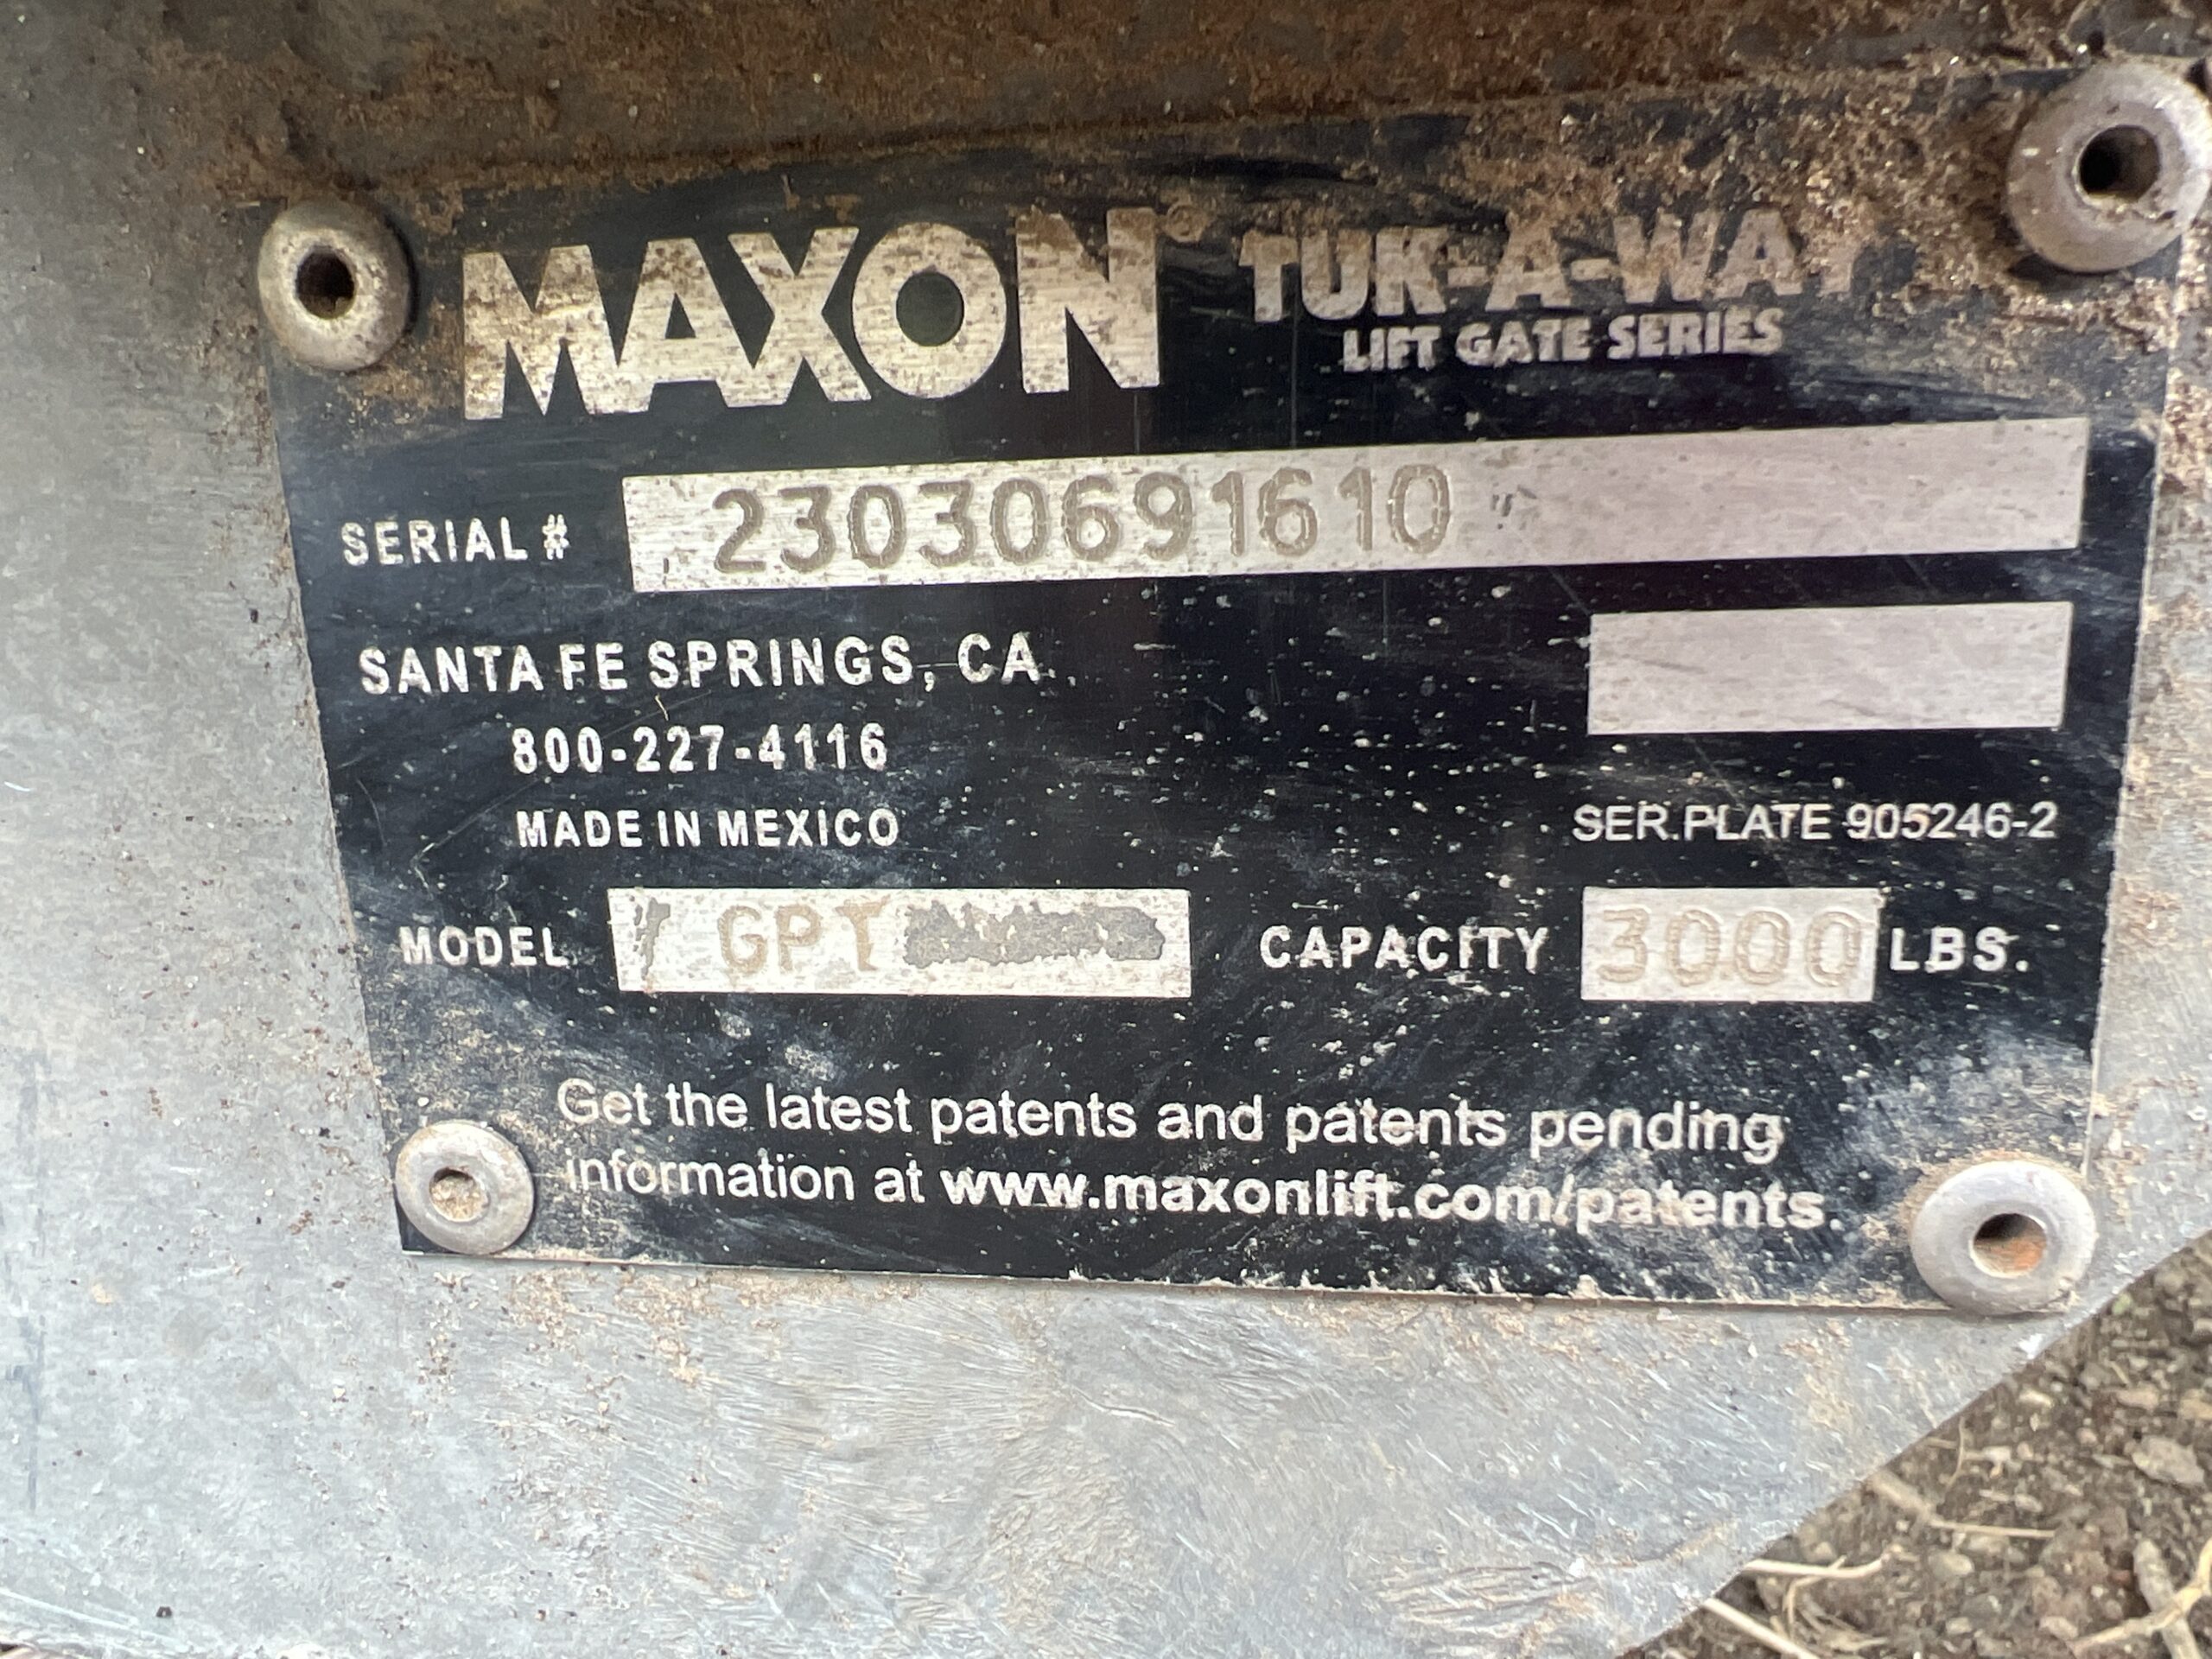 MAXON® TUK-A-WAY
LIFT GATE SERIES
SERIAL # 23030691610
SANTA FE SPRINGS, CA.
800-227-4116
MADE IN MEXICO
SER.PLATE 905246-2
MODEL GPT CAPACITY 3000 LBS.
Get the latest patents and patents pending
information at www.maxonlift.com/patents.